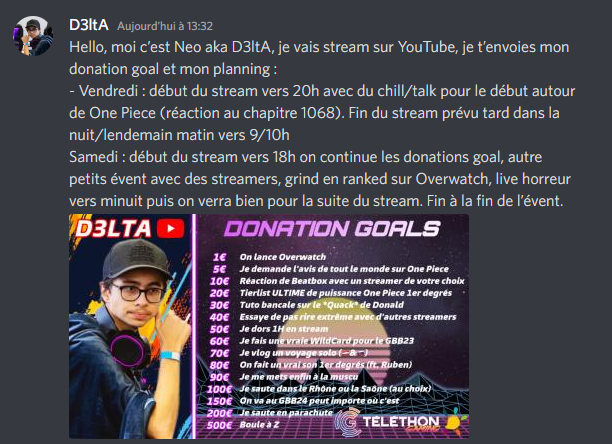 D3ltA Aujourd'hui à 13:32
Hello, moi c'est Neo aka D3ltA, je vais stream sur YouTube, je t'envoies mon
donation goal et mon planning :
- Vendredi : début du stream vers 20h avec du chill/talk pour le début autour
de One Piece (réaction au chapitre 1068). Fin du stream prévu tard dans la
nuit/lendemain matin vers 9/10h
Samedi : début du stream vers 18h on continue les donations goal, autre
petits évent avec des streamers, grind en ranked sur Overwatch, live horreur
vers minuit puis on verra bien pour la suite du stream. Fin à la fin de l'évent.
D3LTA
DONATION GOALS
1€ On lance Overwatch
5€ Je demande l'avis de tout le monde sur One Piece
10€ Réaction de Beatbox avec un streamer de votre choix
20€ Tierlist ULTIME de puissance One Piece 1er degrés
30€ Tuto bancale sur le "Quack" de Donald
40€ Essaye de pas rire extrême avec d'autres streamers
50€ Je dors 1H en stream
60€ Je fais une vraie WildCard pour le GBB23
70€ Je vlog un voyage solo
80€ On fait un vrai son 1er degrés (ft. Ruben)
90€ Je me mets enfin à la muscu
100€ Je saute dans le Rhône ou la Saône (au choix)
150€ On va au GBB24 peut importe où c'est
200€ Je saute en parachute
500€ Boule à Z
TELETHON